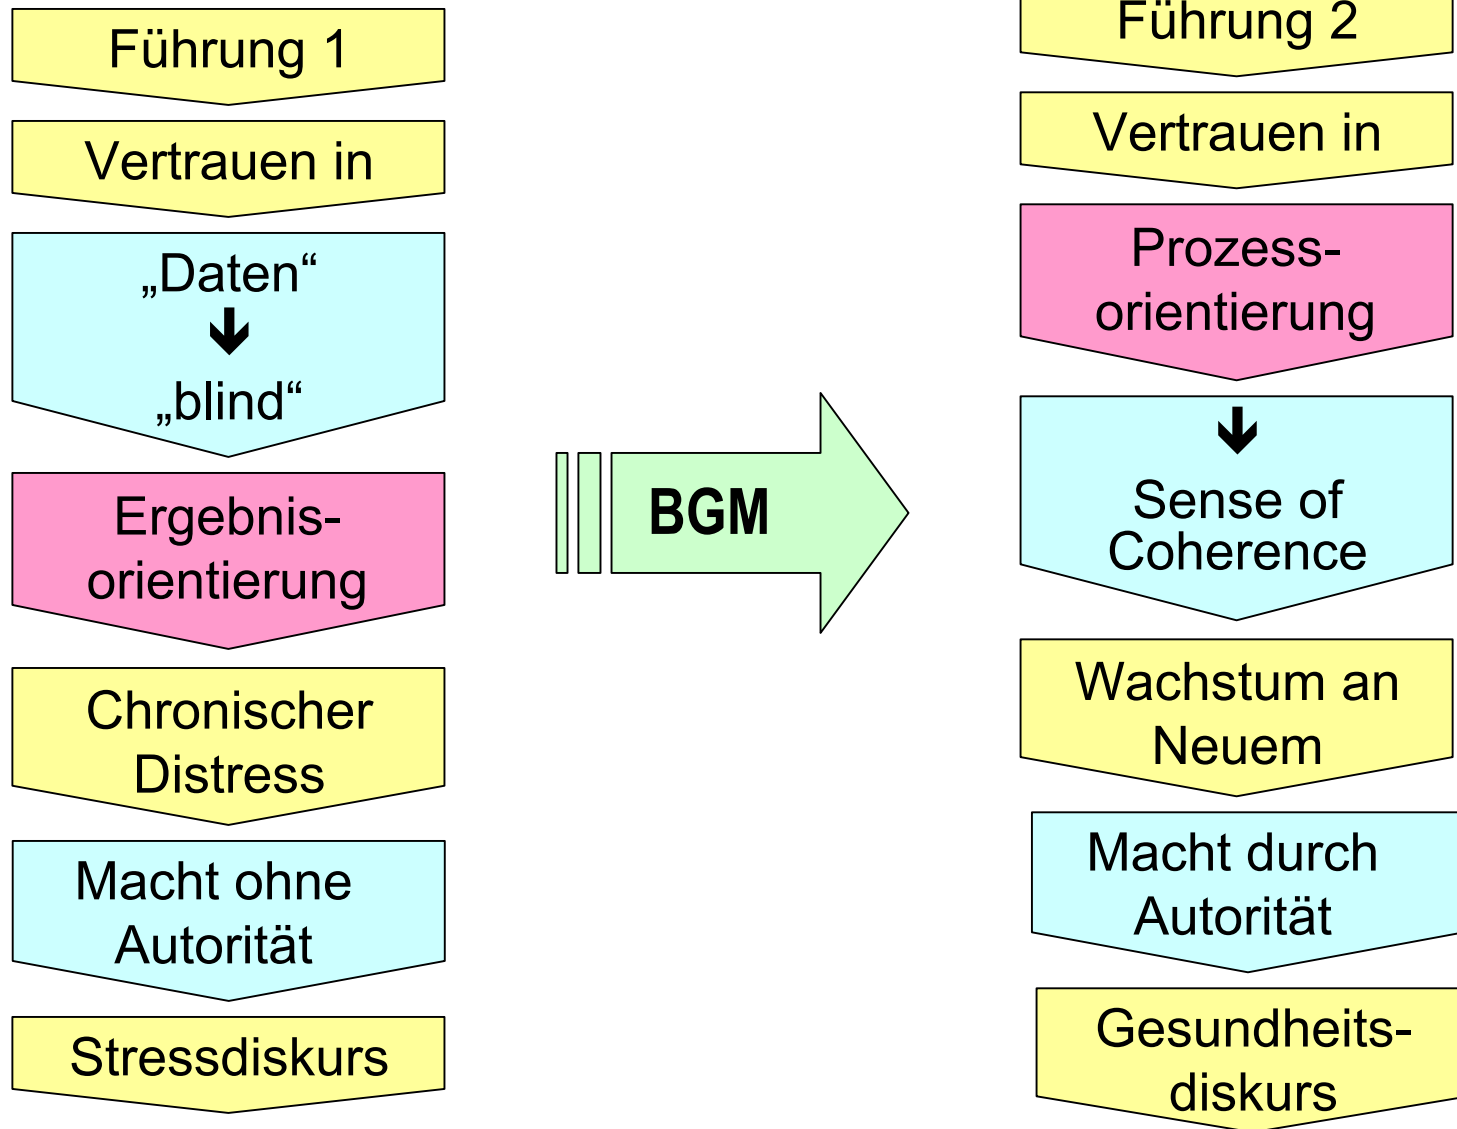 Führung 1
Vertrauen in
„Daten“
„blind“
Ergebnis-
orientierung
Chronischer
Distress
Macht ohne
Autorität
Stressdiskurs
BGM
Führung 2
Vertrauen in
Prozess-
orientierung
Sense of
Coherence
Wachstum an
Neuem
Macht durch
Autorität
Gesundheits-
diskurs